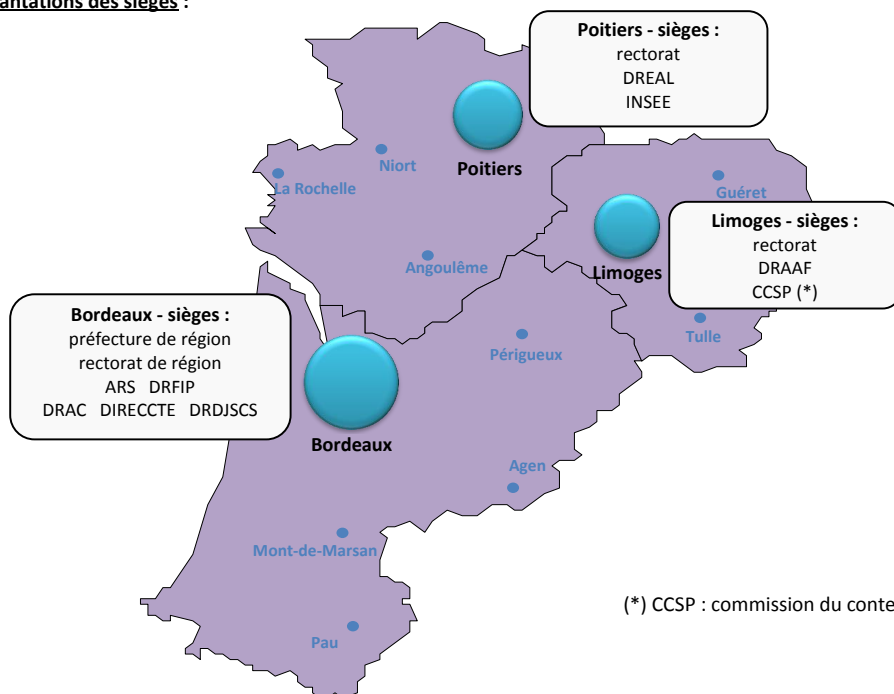 antations des sièges :
Poitiers - sièges :
rectorat
DREAL
INSEE
Poitiers
Niort
La Rochelle
Guéret
Limoges - sièges :
rectorat
DRAAF
CCSP (*)
Limoges
Angoulême
Tulle
Bordeaux - sièges :
préfecture de région
rectorat de région
ARS DRFIP
DRAC DIRECCTE DRDJSCS
Périgueux
Bordeaux
Agen
Mont-de-Marsan
(*) CCSP : commission du conte
Pau